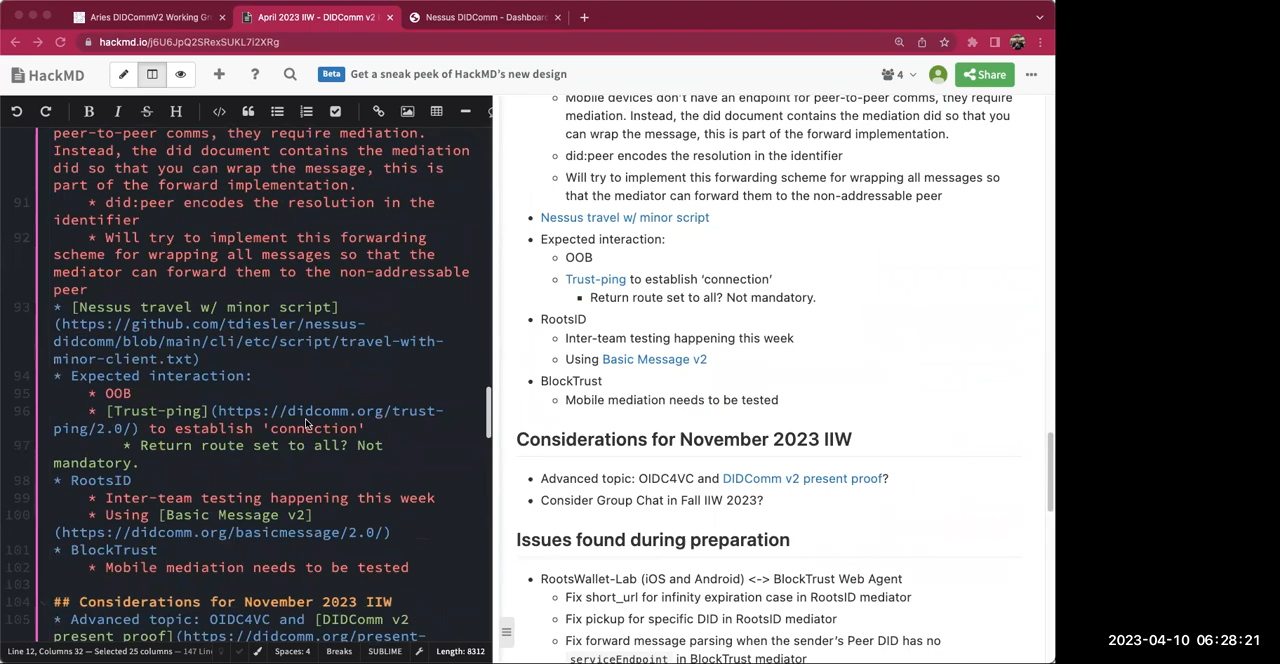 Aries DIDCommV2 Working Gr
April 2023 IIW - DIDComm v2
Nessus DIDComm - Dashboa
hackmd.io/j6U6JpQ2SRexSUKL7i2XRg
HackMD
Beta Get a sneak peek of HackMD's new design
4
Share
B I S H
peer-to-peer comms, they require mediation.
Instead, the did document contains the mediation
did so that you can wrap the message, this is
part of the forward implementation.
91 * did:peer encodes the resolution in the
identifier
92 * Will try to implement this forwarding
scheme for wrapping all messages so that the
mediator can forward them to the non-addressable
peer
93 * [Nessus travel w/ minor script]
(https://github.com/tdiesler/nessus-
didcomm/blob/main/cli/etc/script/travel-with-
minor-client.txt)
94 * Expected interaction:
95 * OOB
96 * [Trust-ping](https://didcomm.org/trust-
ping/2.0/) to establish 'connection'
97 * Return route set to all? Not
mandatory.
98 * RootsID
99 * Inter-team testing happening this week
100 * Using [Basic Message v2]
(https://didcomm.org/basicmessage/2.0/)
101 * BlockTrust
102 * Mobile mediation needs to be tested
103
104 ## Considerations for November 2023 IIW
105 * Advanced topic: OIDC4VC and [DIDComm v2
present proof](https://didcomm.org/present-
Line 12, Columns 32 — Selected 25 columns — 147 Lin
Spaces: 4
Breaks
SUBLIME
Length: 8312
Mobile devices don't have an endpoint for peer-to-peer comms, they require
mediation. Instead, the did document contains the mediation did so that you
can wrap the message, this is part of the forward implementation.
did:peer encodes the resolution in the identifier
Will try to implement this forwarding scheme for wrapping all messages so
that the mediator can forward them to the non-addressable peer
Nessus travel w/ minor script
Expected interaction:
OOB
Trust-ping to establish 'connection'
Return route set to all? Not mandatory.
RootsID
Inter-team testing happening this week
Using Basic Message v2
BlockTrust
Mobile mediation needs to be tested
Considerations for November 2023 IIW
Advanced topic: OIDC4VC and DIDComm v2 present proof?
Consider Group Chat in Fall IIW 2023?
Issues found during preparation
RootsWallet-Lab (iOS and Android) <-> BlockTrust Web Agent
Fix short_url for infinity expiration case in RootsID mediator
Fix pickup for specific DID in RootsID mediator
Fix forward message parsing when the sender's Peer DID has no
serviceEndpoint in BlockTrust mediator
2023-04-10 06:28:21